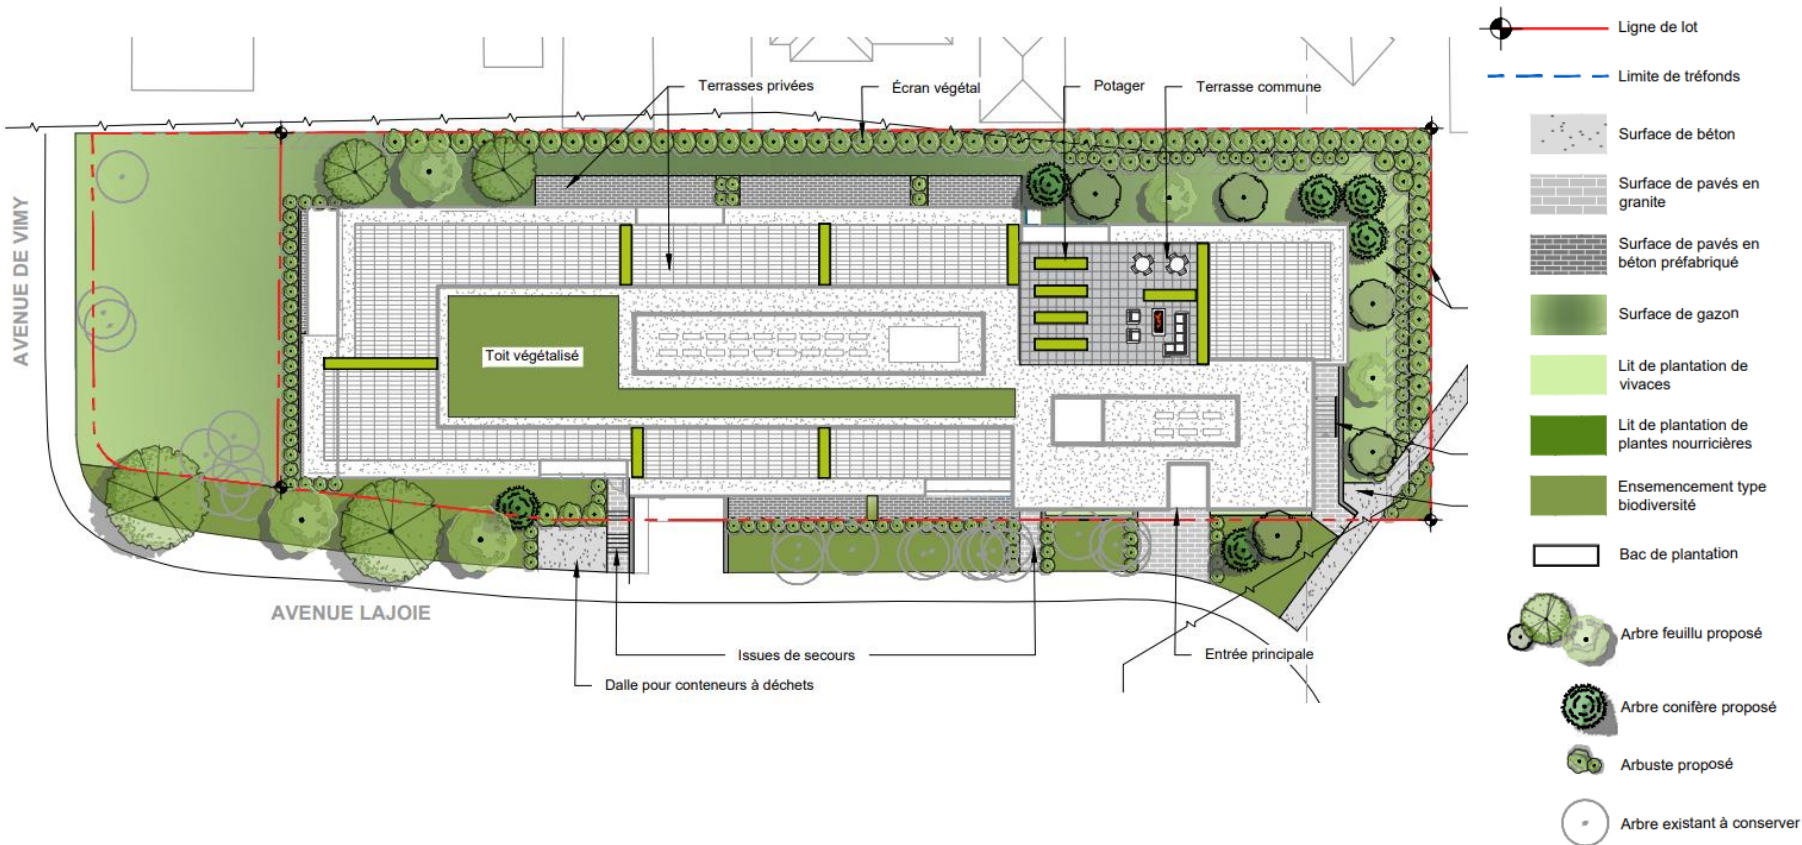 Terrasses privées
Écran végétal
Potager
Terrasse commune
AVENUE DE VIMY
Toit végétalisé
AVENUE LAJOIE
Issues de secours
Entrée principale
Dalle pour conteneurs à déchets
Ligne de lot
Limite de tréfonds
Surface de béton
Surface de pavés en
granite
Surface de pavés en
béton préfabriqué
Surface de gazon
Lit de plantation de
vivaces
Lit de plantation de
plantes nourricières
Ensemencement type
biodiversité
Bac de plantation
Arbre feuillu proposé
Arbre conifère proposé
Arbuste proposé
Arbre existant à conserver